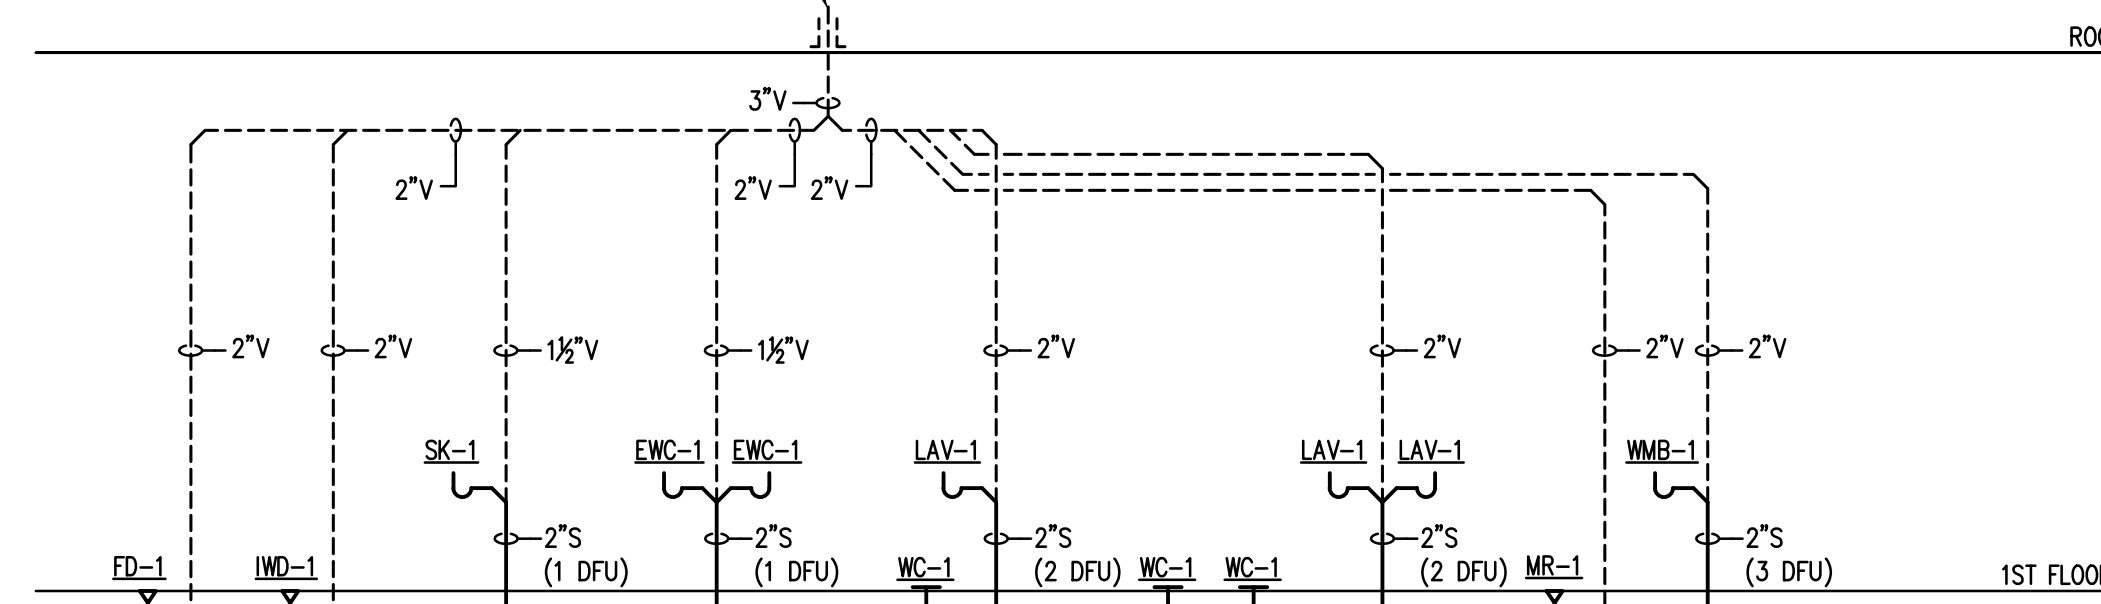 ROO
3"V
2"V 2"V 2"V
2"V 2"V 1½"V 1½"V 2"V 2"V 2"V 2"V
SK-1 EWC-1 EWC-1 LAV-1 LAV-1 LAV-1 WMB-1
2"S 2"S 2"S 2"S 2"S
FD-1 IWD-1 (1 DFU) (1 DFU) WC-1 (2 DFU) WC-1 WC-1 (2 DFU) MR-1 (3 DFU) 1ST FLOOR